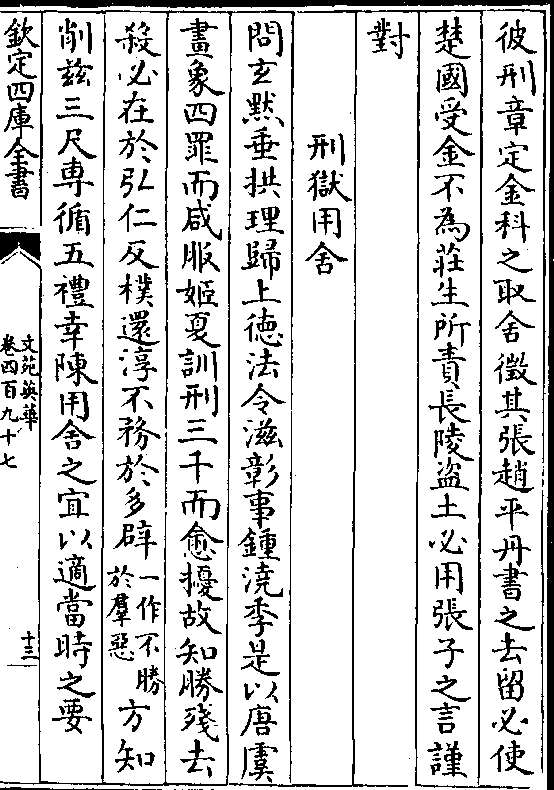 彼刑章定金科之取舍徴其張趙平丹書之去留必使
楚國受金不為莊生所責長陵盗土必用張子之言謹
對
刑獄用舍
問玄黙垂拱理歸上徳法令滋彰事鍾澆季是以唐虞
畫象四罪而咸服姬夏訓刑三千而愈擾故知勝殘去
殺必在於弘仁反樸還淳不務於多辟一作不勝於羣惡方知
削兹三尺専循五禮幸陳用舍之宜以適當時之要
欽定四庫全書
文苑英華
卷四百九十七
十三